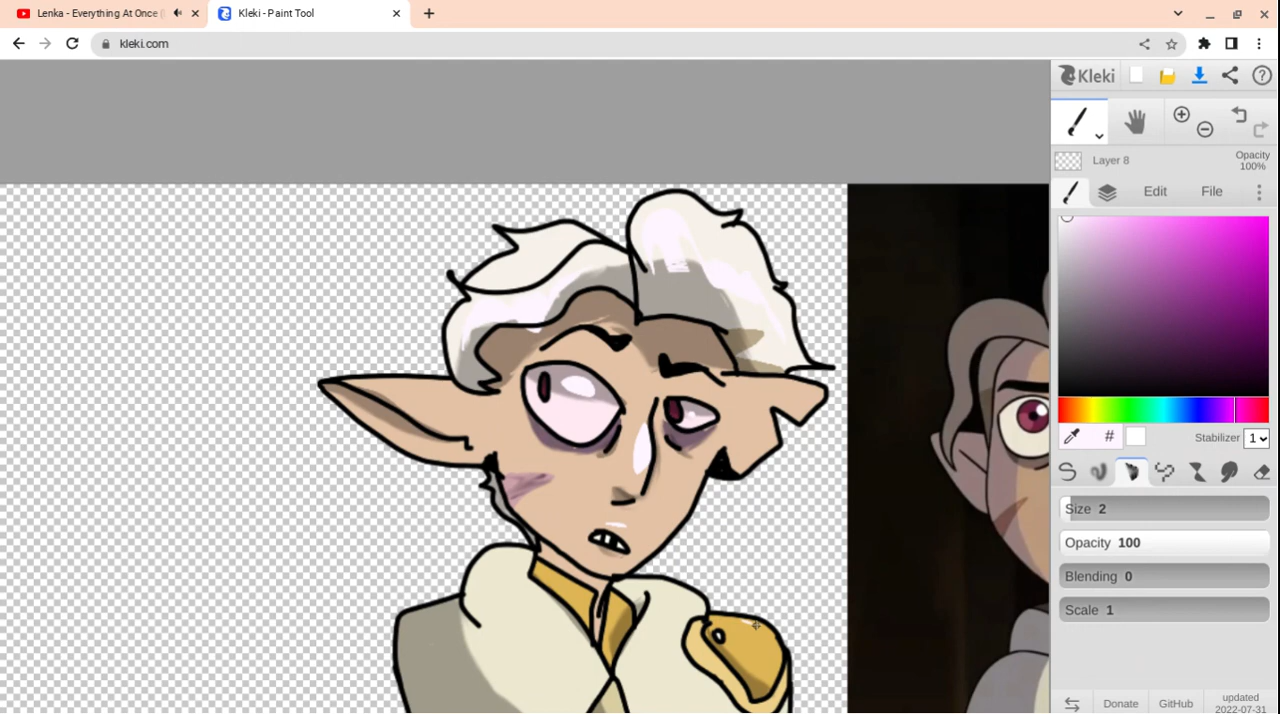 Lenka - Everything At Once (
Kleki - Paint Tool
kleki.com
Kleki
Layer 8
Opacity
100%
Edit
File
#
Stabilizer 1
Size 2
Opacity 100
Blending 0
Scale 1
Donate
GitHub
updated
2022-07-31